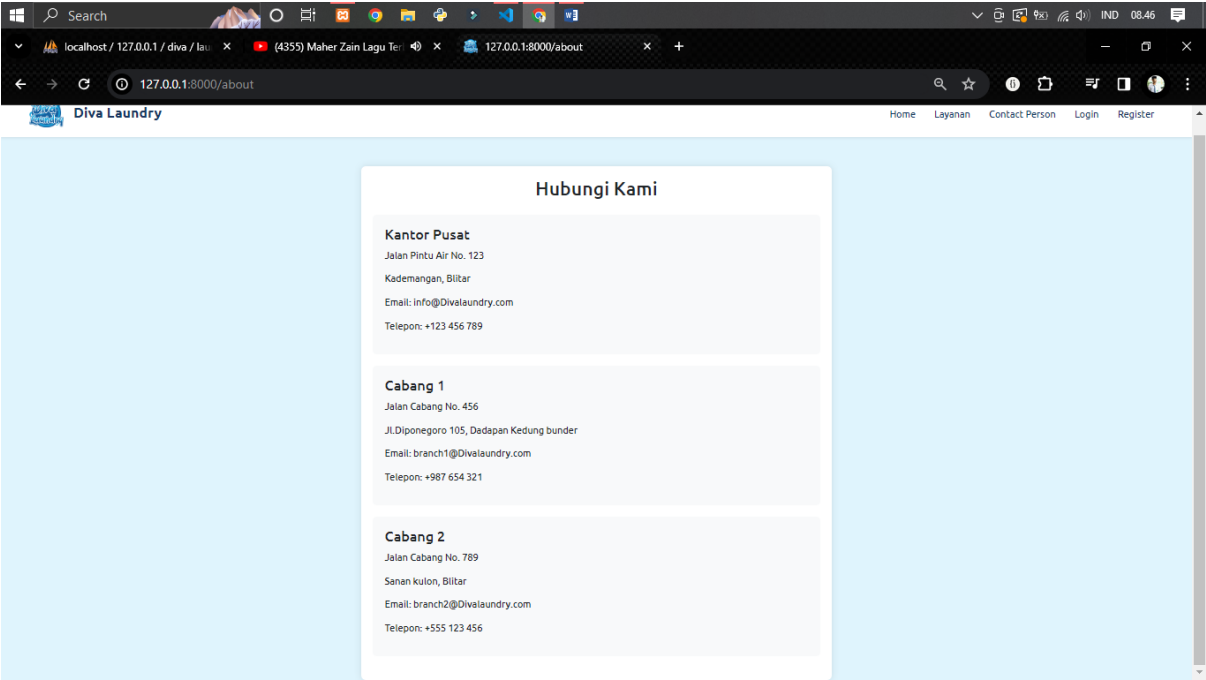 Search
IND 08.46
localhost / 127.0.0.1 / diva / lau
(4355) Maher Zain Lagu Ter
127.0.0.1:8000/about
127.0.0.1:8000/about
Diva Laundry
Home Layanan Contact Person Login Register
Hubungi Kami
Kantor Pusat
Jalan Pintu Air No. 123
Kademangan, Blitar
Email: info@Divalaundry.com
Telepon: +123 456 789
Cabang 1
Jalan Cabang No. 456
Jl.Diponegoro 105, Dadapan Kedung bunder
Email: branch1@Divalaundry.com
Telepon: +987 654 321
Cabang 2
Jalan Cabang No. 789
Sanan kulon, Blitar
Email: branch2@Divalaundry.com
Telepon: +555 123 456